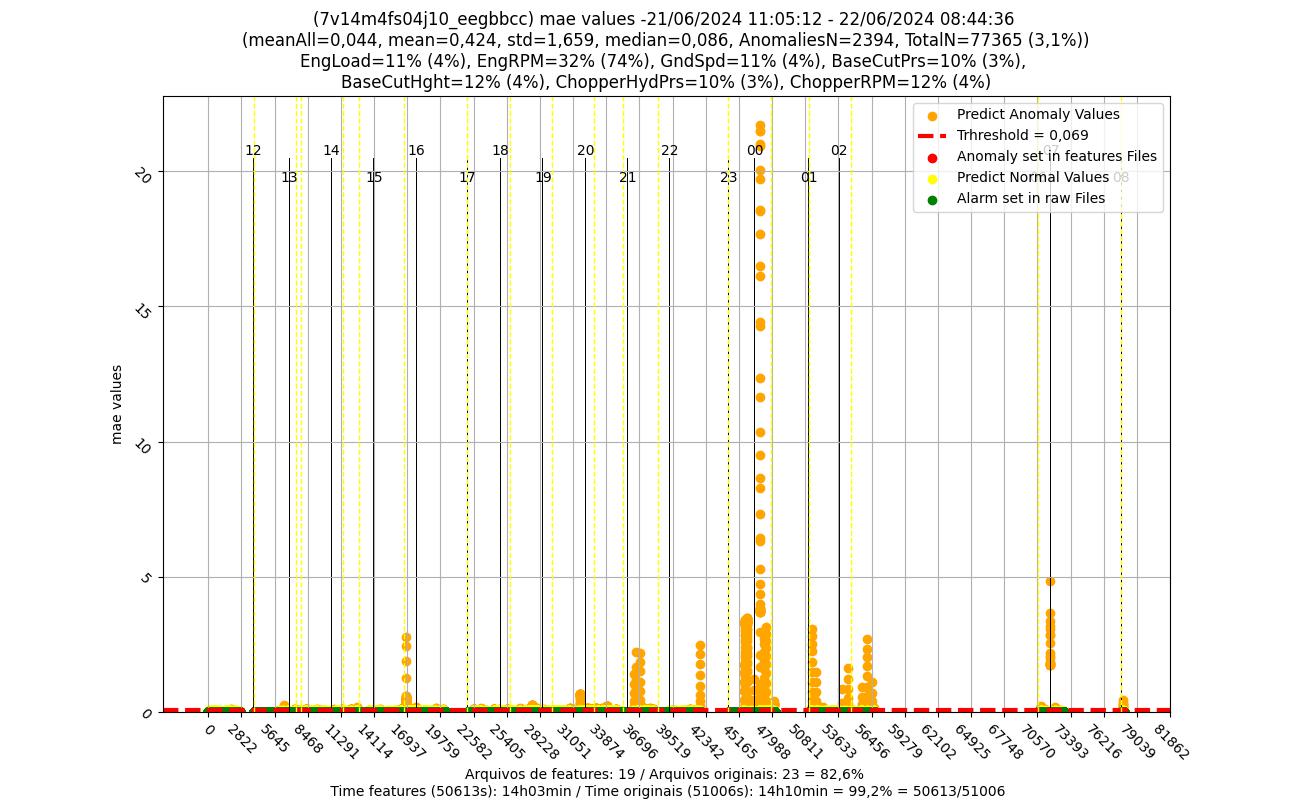 (7v14m4fs04j10_eegbbcc) mae values -21/06/2024 11:05:12 - 22/06/2024 08:44:36
(meanAll=0,044, mean=0,424, std=1,659, median=0,086, AnomaliesN=2394, TotalN=77365 (3,1%))
EngLoad=11% (4%), EngRPM=32% (74%), GndSpd=11% (4%), BaseCutPrs=10% (3%),
BaseCutHght=12% (4%), ChopperHydPrs=10% (3%), ChopperRPM=12% (4%)
Predict Anomaly Values
Trhreshold = 0,069
Anomaly set in features Files
Predict Normal Values
Alarm set in raw Files
12 14 16 18 20 22 00 02 07
13 15 17 19 21 23 01 08
20
15
10
5
0
mae values
0 2822 5645 8468 11291 14114 16937 19759 22582 25405 28228 31051 33874 36696 39519 42342 45165 47988 50811 53633 56456 59279 62102 64925 67748 70570 73393 76216 79039 81862
Arquivos de features: 19 / Arquivos originais: 23 = 82,6%
Time features (50613s): 14h03min / Time originais (51006s): 14h10min = 99,2% = 50613/51006